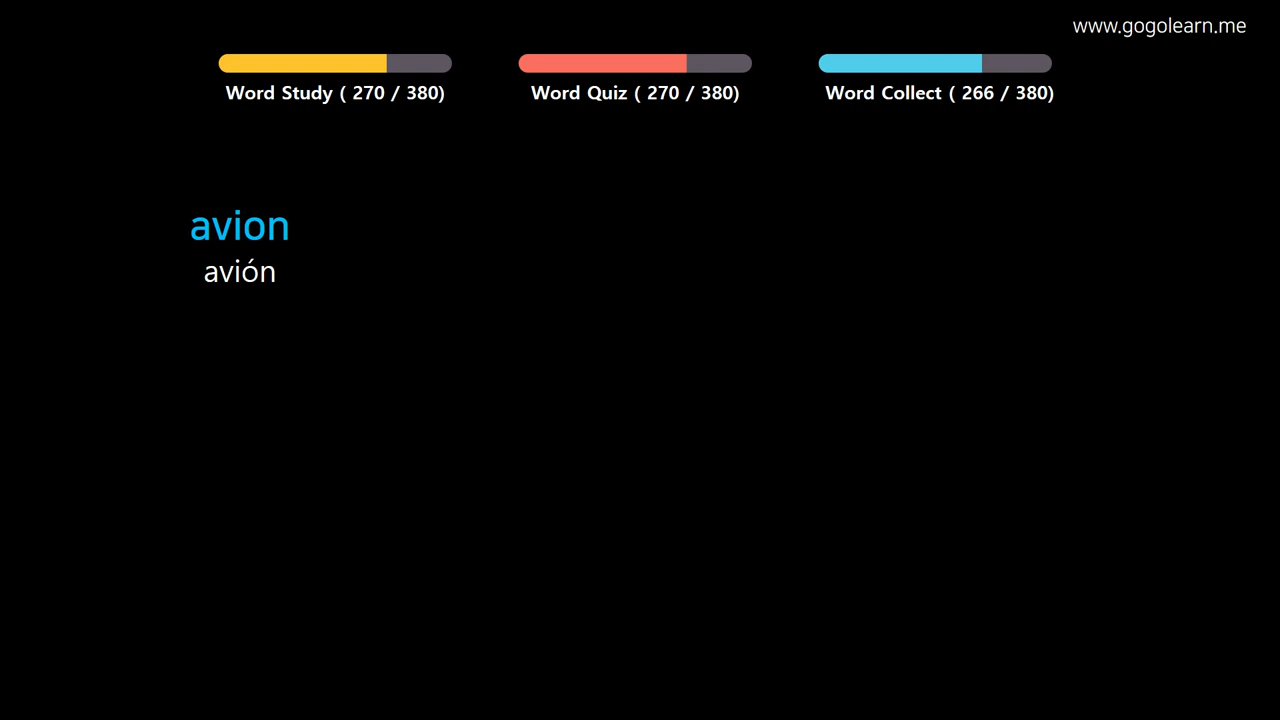 www.gogolearn.me
Word Study ( 270 / 380)
Word Quiz ( 270 / 380)
Word Collect ( 266 / 380)
avion
avión